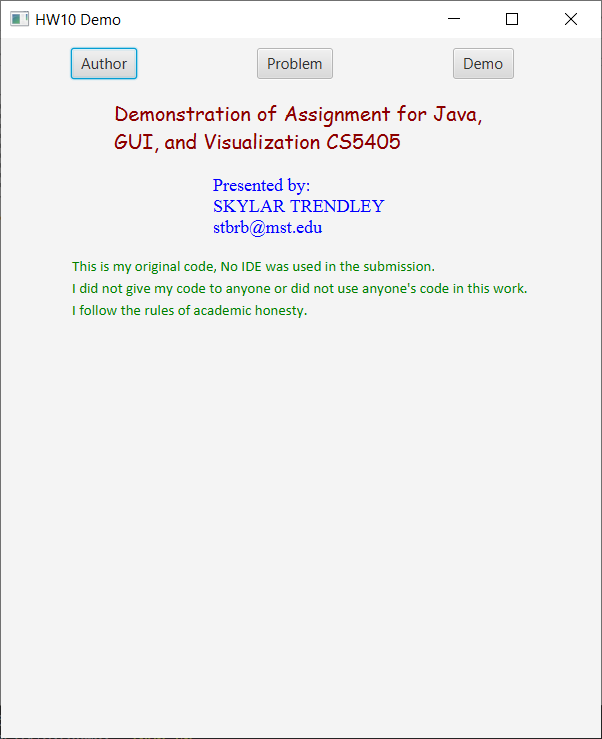 HW10 Demo
Author Problem Demo
Demonstration of Assignment for Java,
GUI, and Visualization CS5405
Presented by:
SKYLAR TRENDLEY
stbrb@mst.edu
This is my original code, No IDE was used in the submission.
I did not give my code to anyone or did not use anyone's code in this work.
I follow the rules of academic honesty.